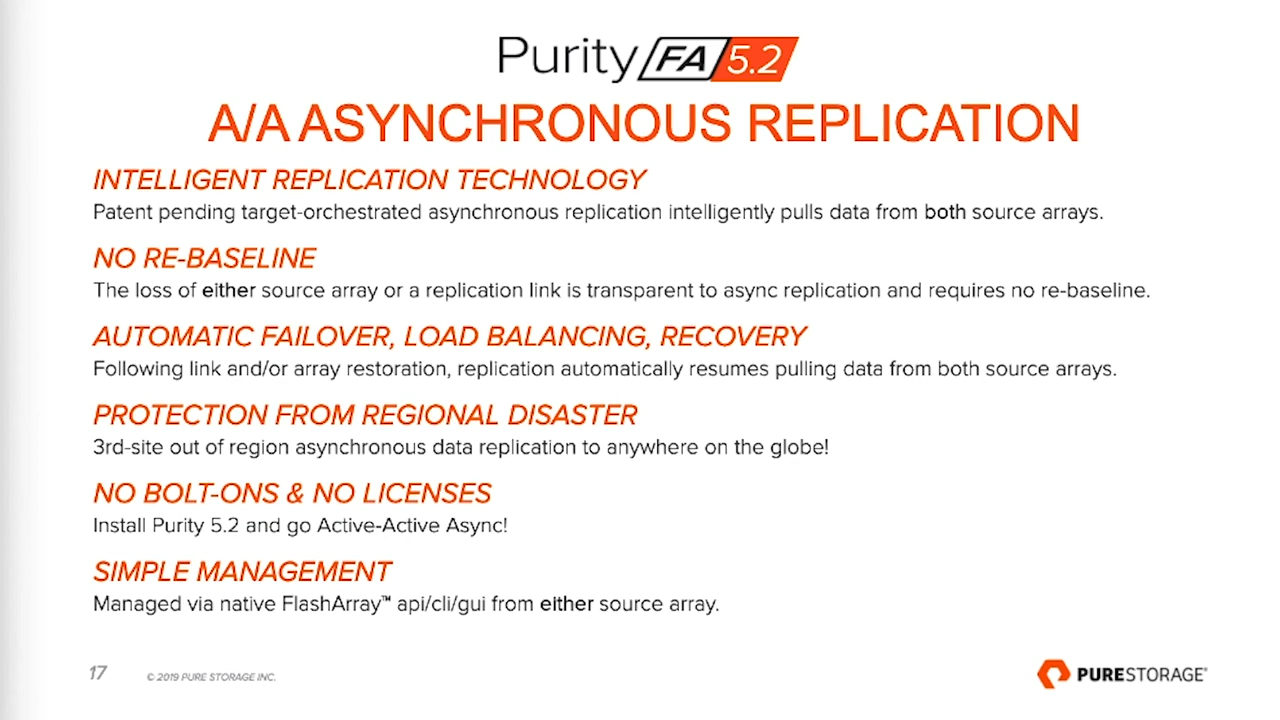 Purity FA 5.2
A/A ASYNCHRONOUS REPLICATION
INTELLIGENT REPLICATION TECHNOLOGY
Patent pending target-orchestrated asynchronous replication intelligently pulls data from both source arrays.
NO RE-BASELINE
The loss of either source array or a replication link is transparent to async replication and requires no re-baseline.
AUTOMATIC FAILOVER, LOAD BALANCING, RECOVERY
Following link and/or array restoration, replication automatically resumes pulling data from both source arrays.
PROTECTION FROM REGIONAL DISASTER
3rd-site out of region asynchronous data replication to anywhere on the globe!
NO BOLT-ONS & NO LICENSES
Install Purity 5.2 and go Active-Active Async!
SIMPLE MANAGEMENT
Managed via native FlashArray™ api/cli/gui from either source array.
17 © 2019 PURE STORAGE INC.
PURESTORAGE®